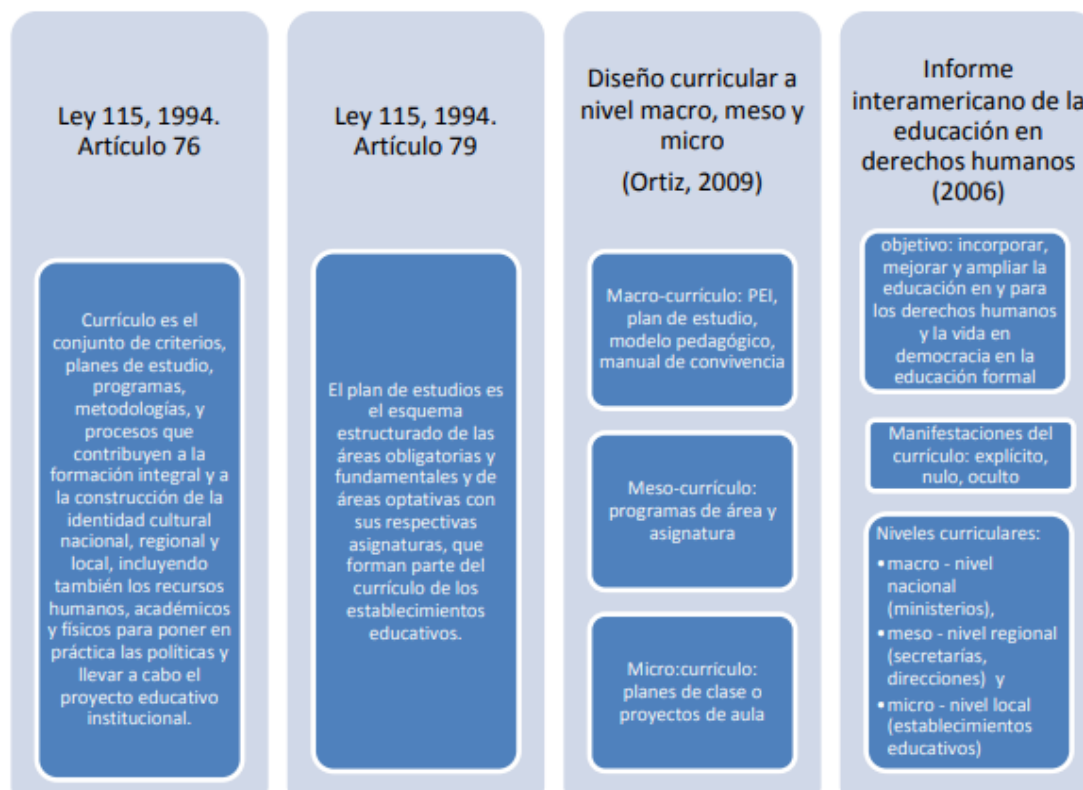 Ley 115, 1994.
Artículo 76
Currículo es el
conjunto de criterios,
planes de estudio,
programas,
metodologías, y
procesos que
contribuyen a la
formación integral y a
la construcción de la
identidad cultural
nacional, regional y
local, incluyendo
también los recursos
humanos, académicos
y físicos para poner en
práctica las políticas y
llevar a cabo el
proyecto educativo
institucional.
Ley 115, 1994.
Artículo 79
El plan de estudios es
el esquema
estructurado de las
áreas obligatorias y
fundamentales y de
áreas optativas con
sus respectivas
asignaturas, que
forman parte del
currículo de los
establecimientos
educativos.
Diseño curricular a
nivel macro, meso y
micro
(Ortiz, 2009)
Macro-currículo: PEI,
plan de estudio,
modelo pedagógico,
manual de convivencia
Meso-currículo:
programas de área y
asignatura
Micro:currículo:
planes de clase o
proyectos de aula
Informe
interamericano de la
educación en
derechos humanos
(2006)
objetivo: incorporar,
mejorar y ampliar la
educación en y para
los derechos humanos
y la vida en
democracia en la
educación formal
Manifestaciones del
currículo: explícito,
nulo, oculto
Niveles curriculares:
•macro - nivel
nacional
(ministerios),
•meso - nivel regional
(secretarías,
direcciones) y
•micro - nivel local
(establecimientos
educativos)